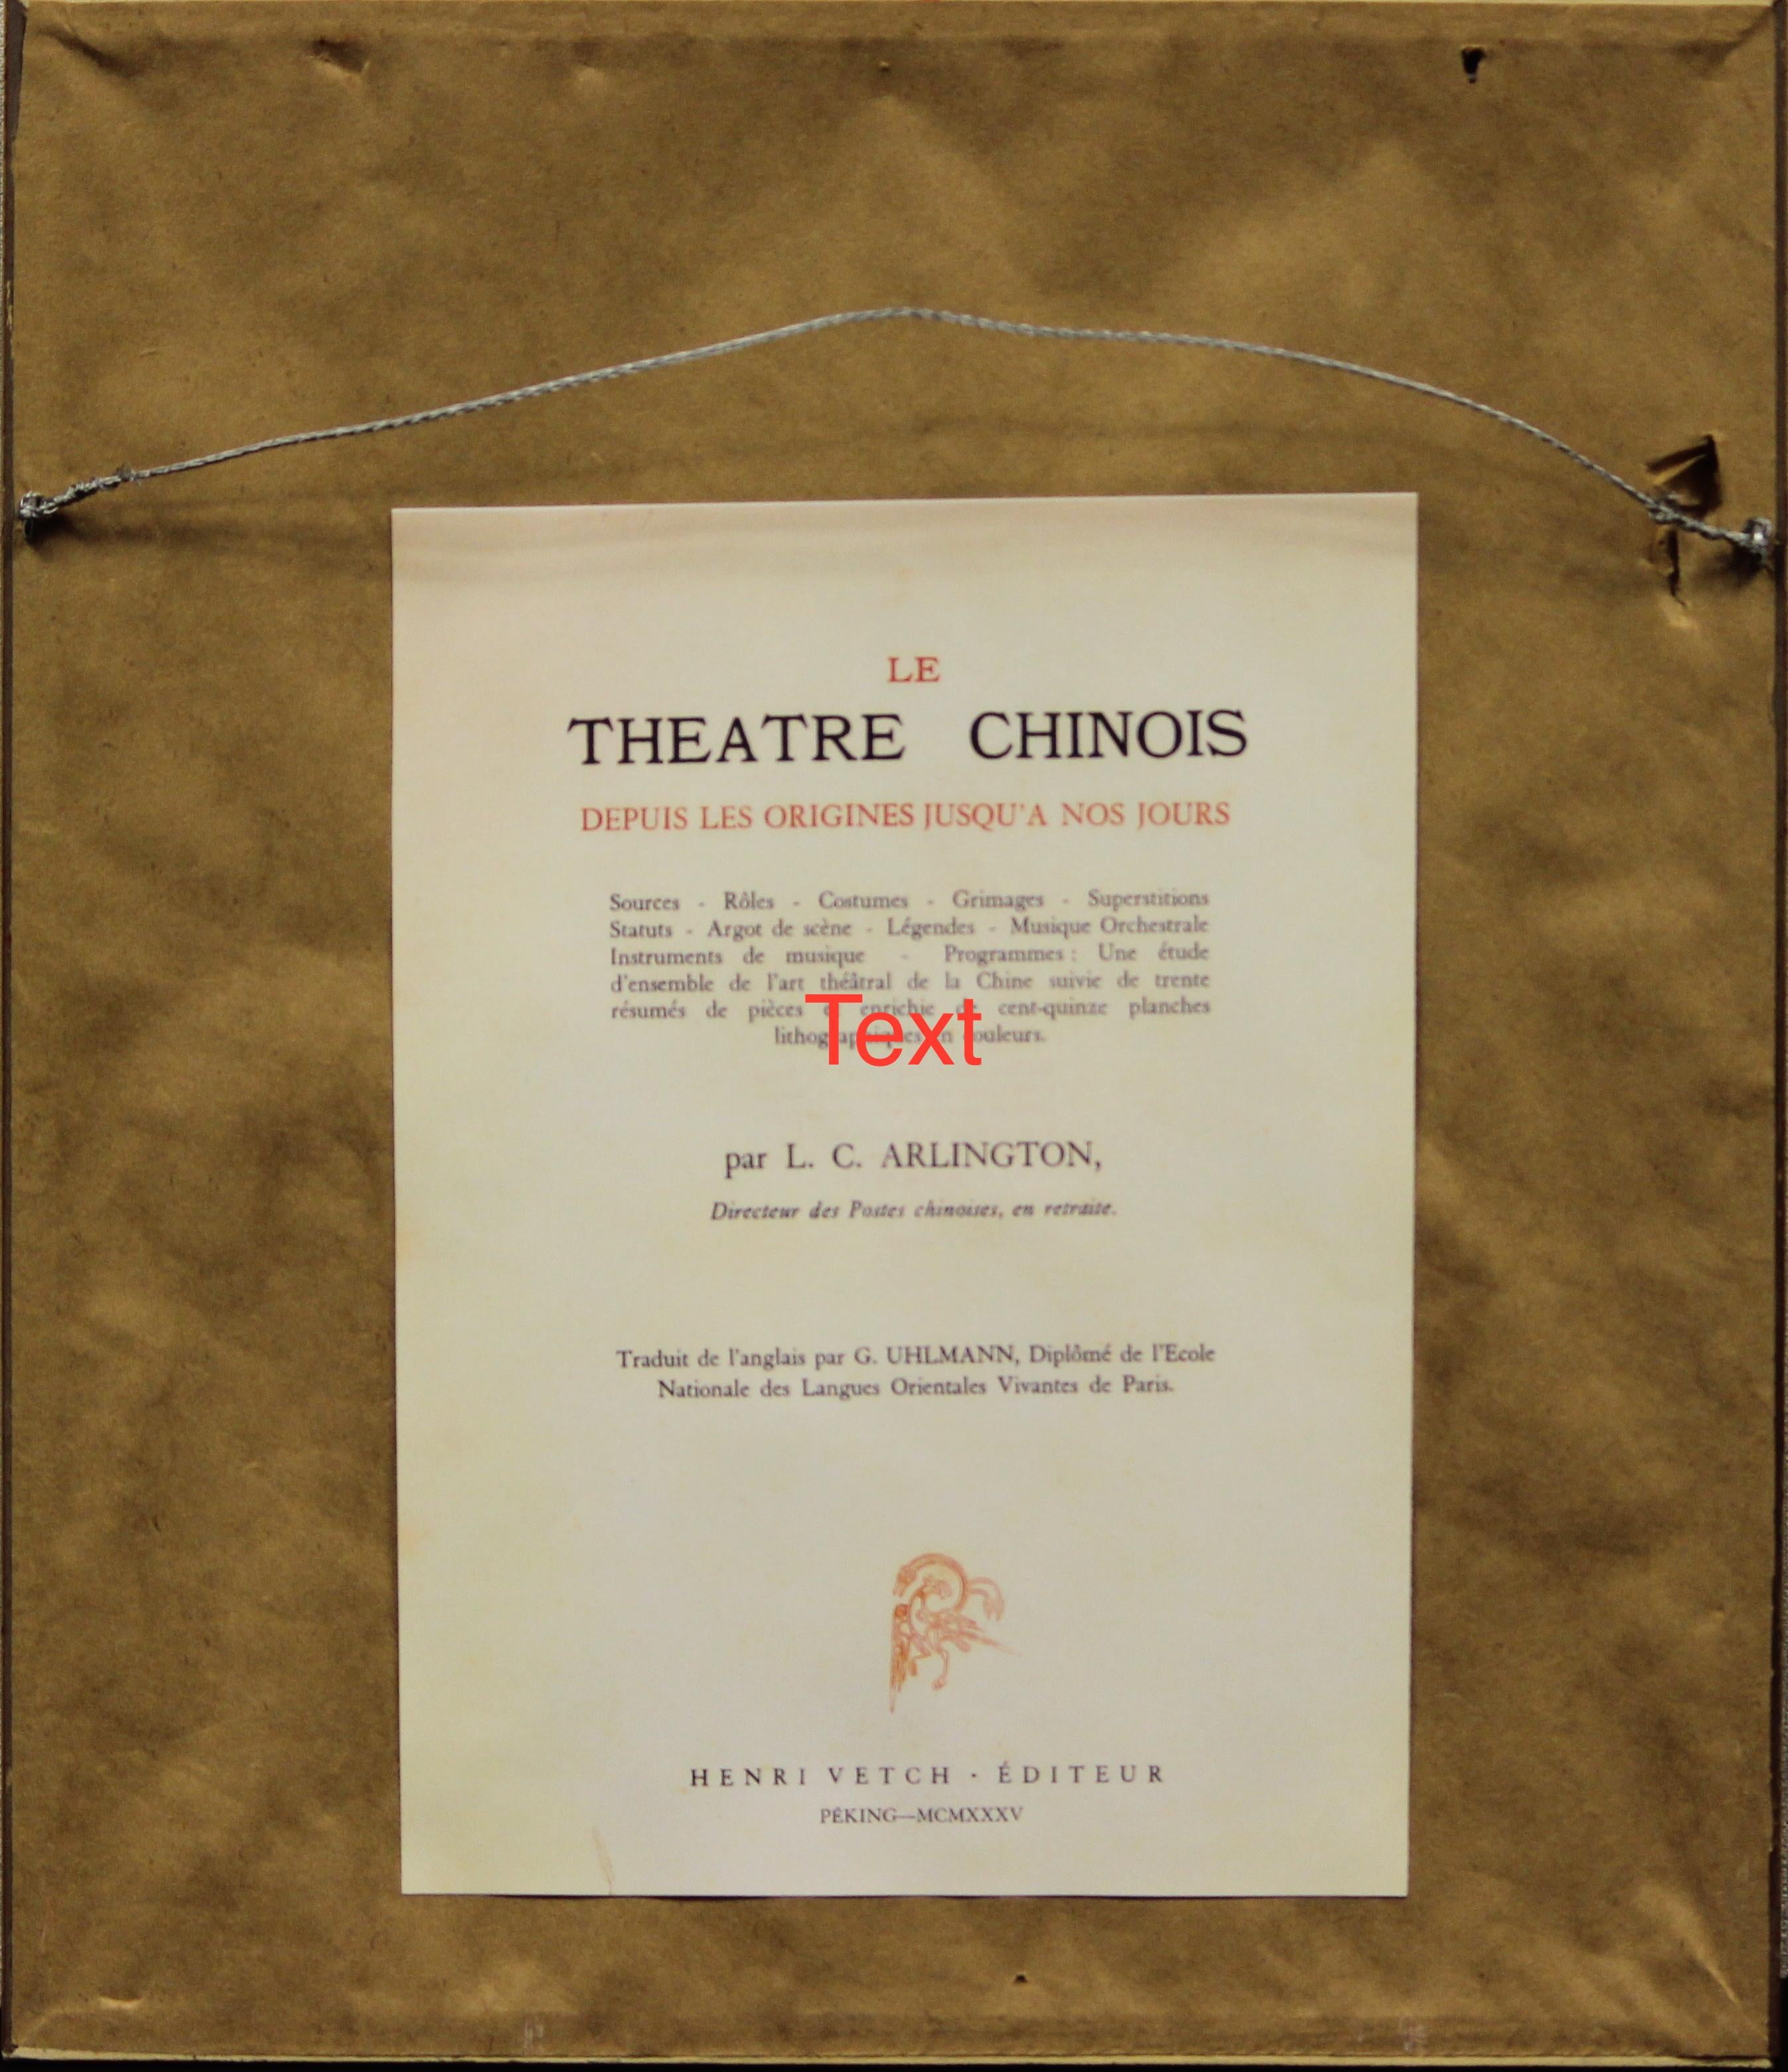 LE
THEATRE CHINOIS
DEPUIS LES ORIGINES JUSQU'A NOS JOURS
Sources - Rôles - Costumes - Grimages - Superstitions
Statuts - Argot de scène - Légendes - Musique Orchestrale
Instruments de musique - Programmes : Une étude
d'ensemble de l'art théâtral de la Chine suivie de trente
résumés de pièces enrichie de cent-quinze planches
en couleurs.
Text
par L. C. ARLINGTON,
Directeur des Postes chinoises, en retraite.
Traduit de l'anglais par G. UHLMANN, Diplômé de l'Ecole
Nationale des Langues Orientales Vivantes de Paris.
HENRI VETCH · ÉDITEUR
PÉKING—MCMXXXV